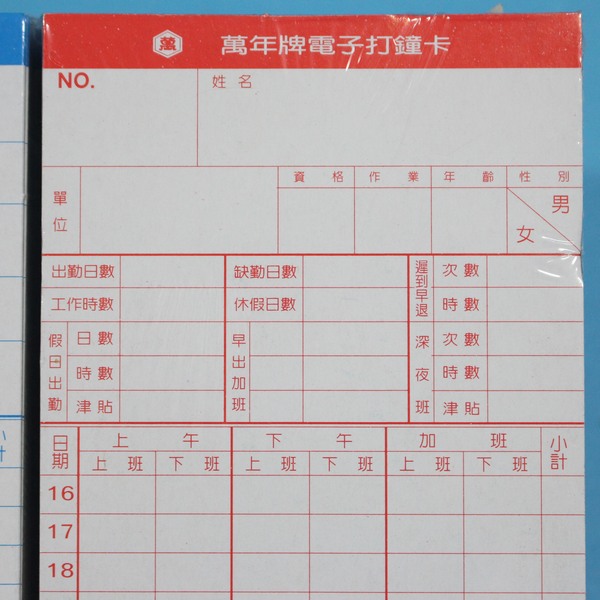 萬 萬年牌電子打鐘卡
NO. 姓名
資格 作業 年齡 性別
單位 男
女
出勤日數 缺勤日數 遲到早退 次數
工作時數 休假日數 時數
假日出勤 日數 早出加班 深夜班 次數
時數 時數
津貼 津貼
日期 上午 下午 加班 小計
上班 下班 上班 下班 上班 下班
16
17
18
小計